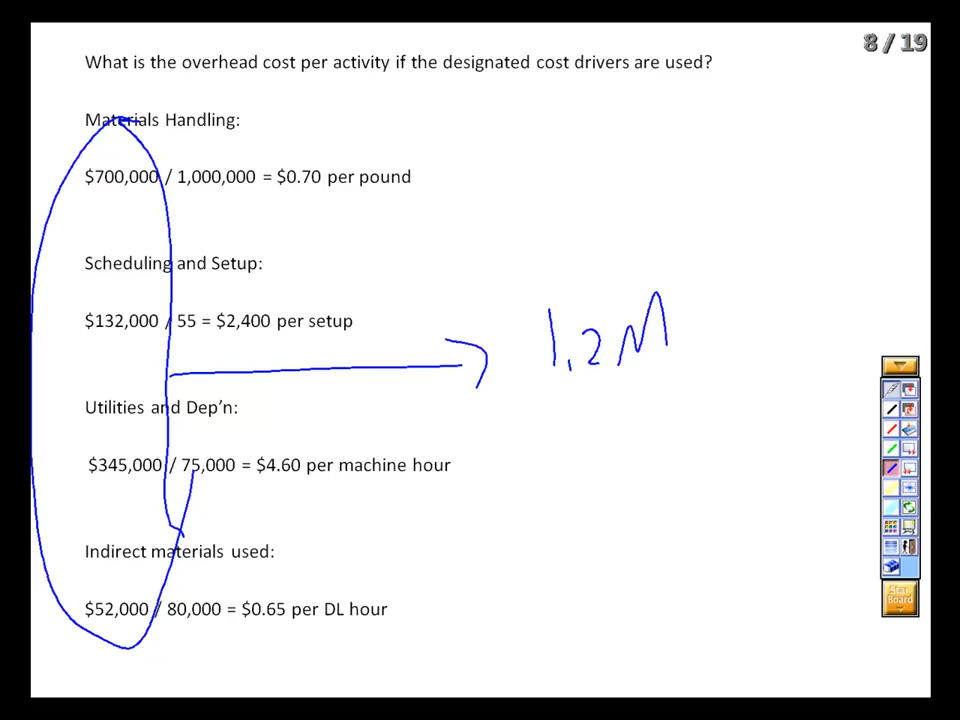 8 / 19
What is the overhead cost per activity if the designated cost drivers are used?
Materials Handling:
$700,000 / 1,000,000 = $0.70 per pound
Scheduling and Setup:
$132,000 / 55 = $2,400 per setup
1.2 M
Utilities and Dep’n:
$345,000 / 75,000 = $4.60 per machine hour
Indirect materials used:
$52,000 / 80,000 = $0.65 per DL hour
Star
Board